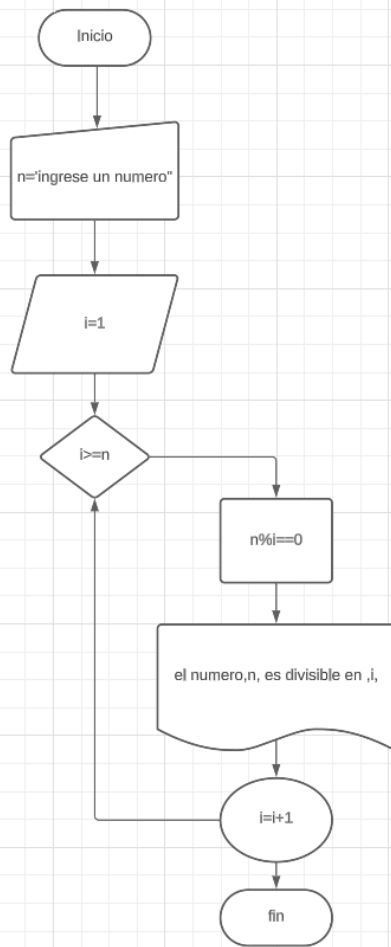 Inicio
n='ingrese un numero"
i=1
i>=n
n%i==0
el numero,n, es divisible en ,i,
i=i+1
fin